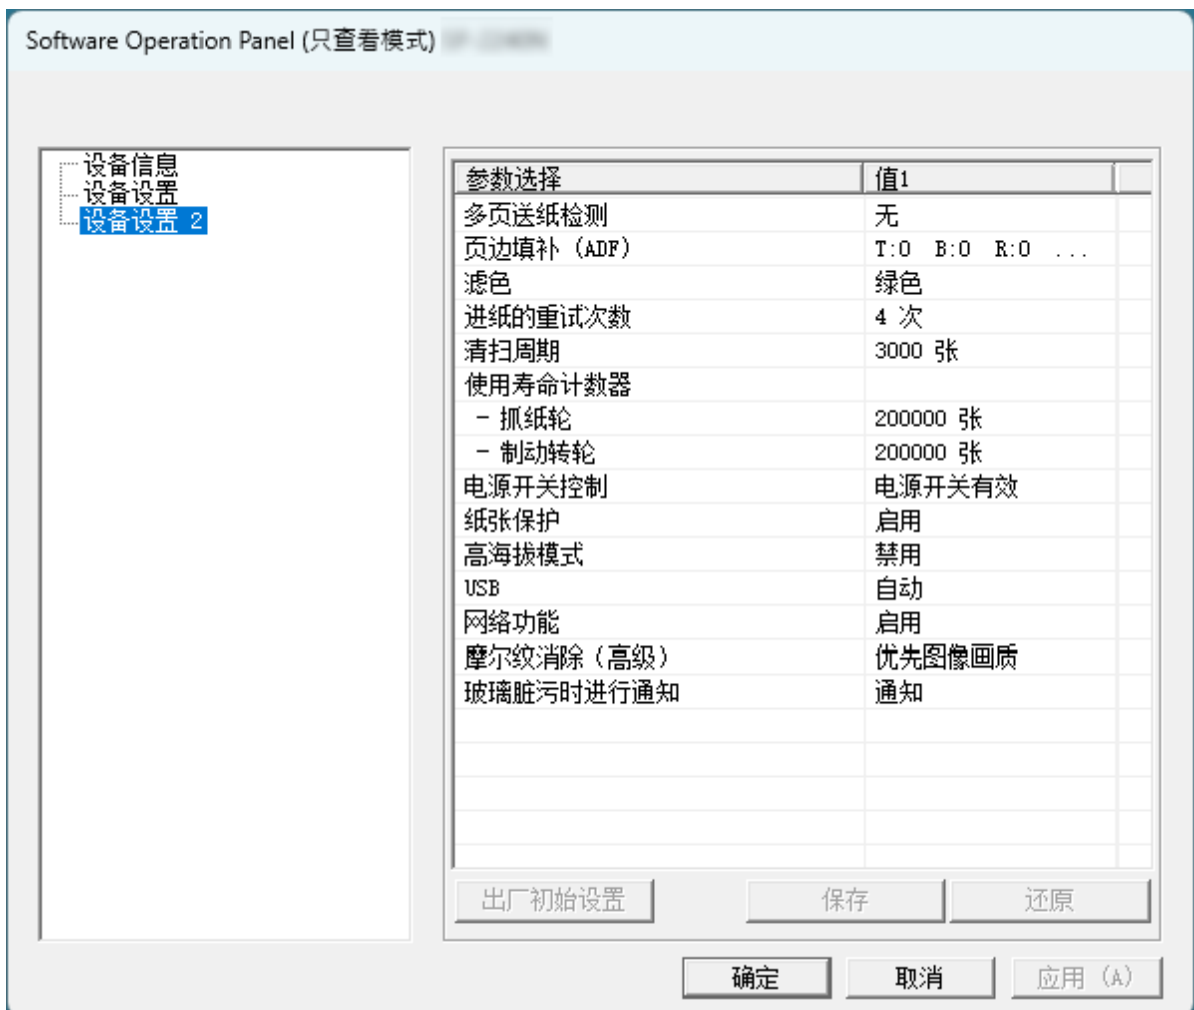 Software Operation Panel (只查看模式)
设备信息
设备设置
设备设置 2
参数选择 值1
多页送纸检测 无
页边填补 (ADF) T:0 B:0 R:0 ...
滤色 绿色
进纸的重试次数 4 次
清扫周期 3000 张
使用寿命计数器
- 抓纸轮 200000 张
- 制动转轮 200000 张
电源开关控制 电源开关有效
纸张保护 启用
高海拔模式 禁用
USB 自动
网络功能 启用
摩尔纹消除（高级） 优先图像画质
玻璃脏污时进行通知 通知
出厂初始设置 保存 还原
确定 取消 应用 (A)